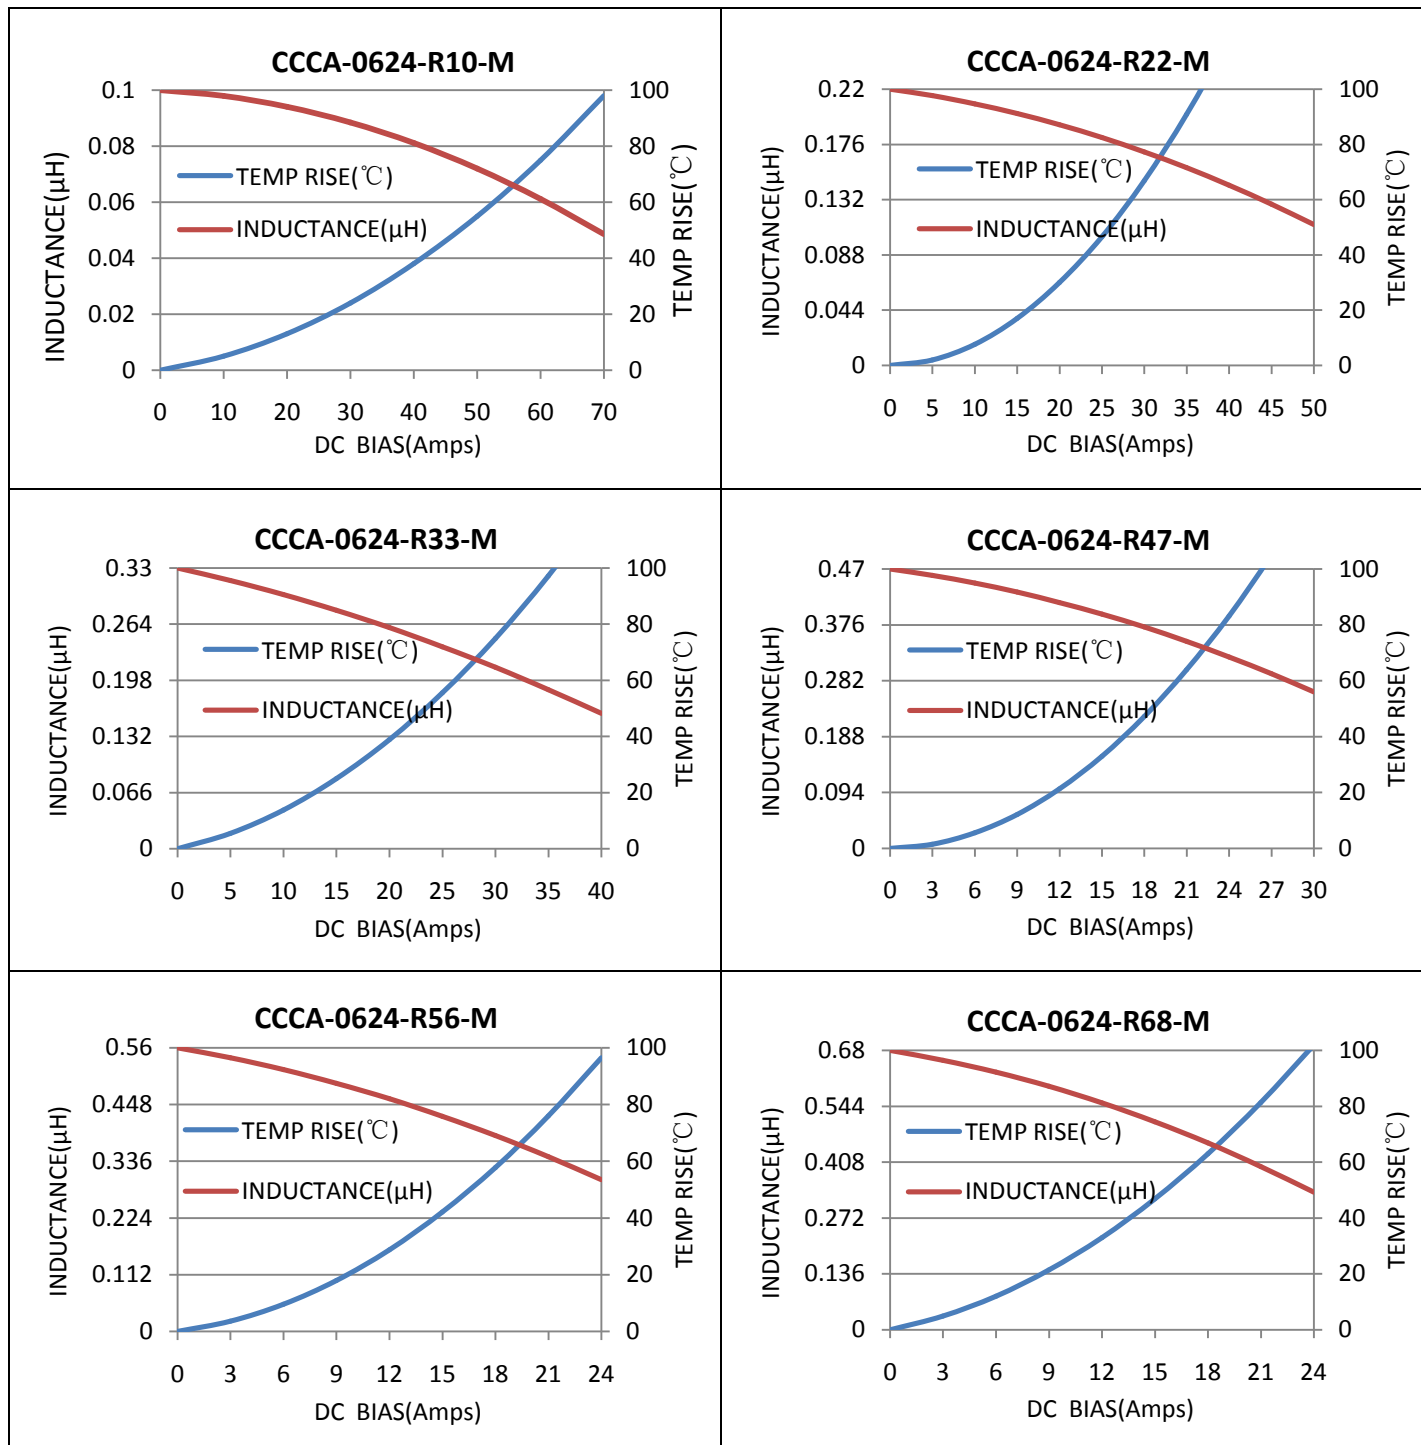 CCCA-0624-R10-M
INDUCTANCE(µH)
0.1
0.08
0.06
0.04
0.02
0
TEMP RISE(℃)
INDUCTANCE(µH)
100
80
60
40
20
0
TEMP RISE(℃)
0 10 20 30 40 50 60 70
DC BIAS(Amps)
CCCA-0624-R22-M
INDUCTANCE(µH)
0.22
0.176
0.132
0.088
0.044
0
TEMP RISE(℃)
INDUCTANCE(µH)
100
80
60
40
20
0
TEMP RISE(℃)
0 5 10 15 20 25 30 35 40 45 50
DC BIAS(Amps)
CCCA-0624-R33-M
INDUCTANCE(µH)
0.33
0.264
0.198
0.132
0.066
0
TEMP RISE(℃)
INDUCTANCE(µH)
100
80
60
40
20
0
TEMP RISE(℃)
0 5 10 15 20 25 30 35 40
DC BIAS(Amps)
CCCA-0624-R47-M
INDUCTANCE(µH)
0.47
0.376
0.282
0.188
0.094
0
TEMP RISE(℃)
INDUCTANCE(µH)
100
80
60
40
20
0
TEMP RISE(℃)
0 3 6 9 12 15 18 21 24 27 30
DC BIAS(Amps)
CCCA-0624-R56-M
INDUCTANCE(µH)
0.56
0.448
0.336
0.224
0.112
0
TEMP RISE(℃)
INDUCTANCE(µH)
100
80
60
40
20
0
TEMP RISE(℃)
0 3 6 9 12 15 18 21 24
DC BIAS(Amps)
CCCA-0624-R68-M
INDUCTANCE(µH)
0.68
0.544
0.408
0.272
0.136
0
TEMP RISE(℃)
INDUCTANCE(µH)
100
80
60
40
20
0
TEMP RISE(℃)
0 3 6 9 12 15 18 21 24
DC BIAS(Amps)